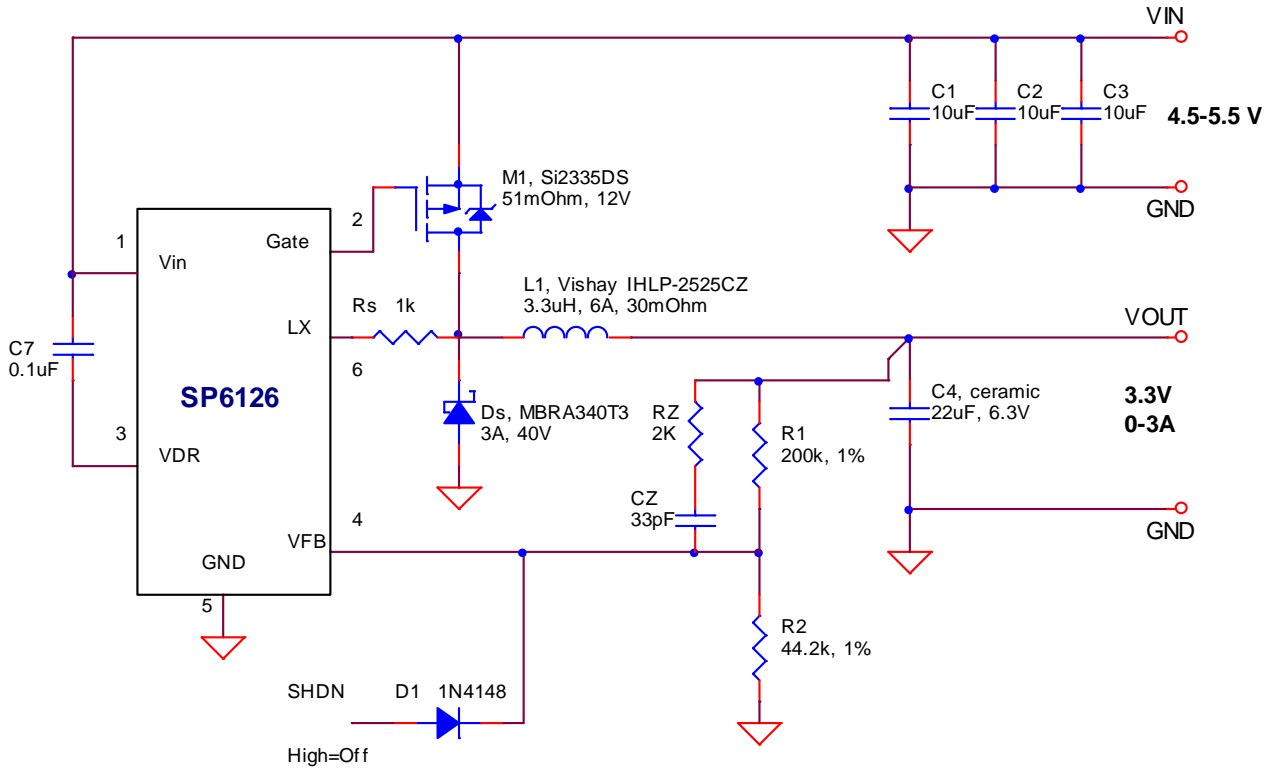 VIN
C1
10uF
C2
10uF
C3
10uF
4.5-5.5 V
GND
M1, Si2335DS
51mOhm, 12V
1
2
Vin
Gate
L1, Vishay IHLP-2525CZ
3.3uH, 6A, 30mOhm
Rs 1k
LX
6
VOUT
C7
0.1uF
SP6126
Ds, MBRA340T3
3A, 40V
RZ
2K
R1
200k, 1%
C4, ceramic
22uF, 6.3V
3.3V
0-3A
3
VDR
CZ
33pF
4
VFB
GND
GND
5
R2
44.2k, 1%
SHDN
D1 1N4148
High=Off